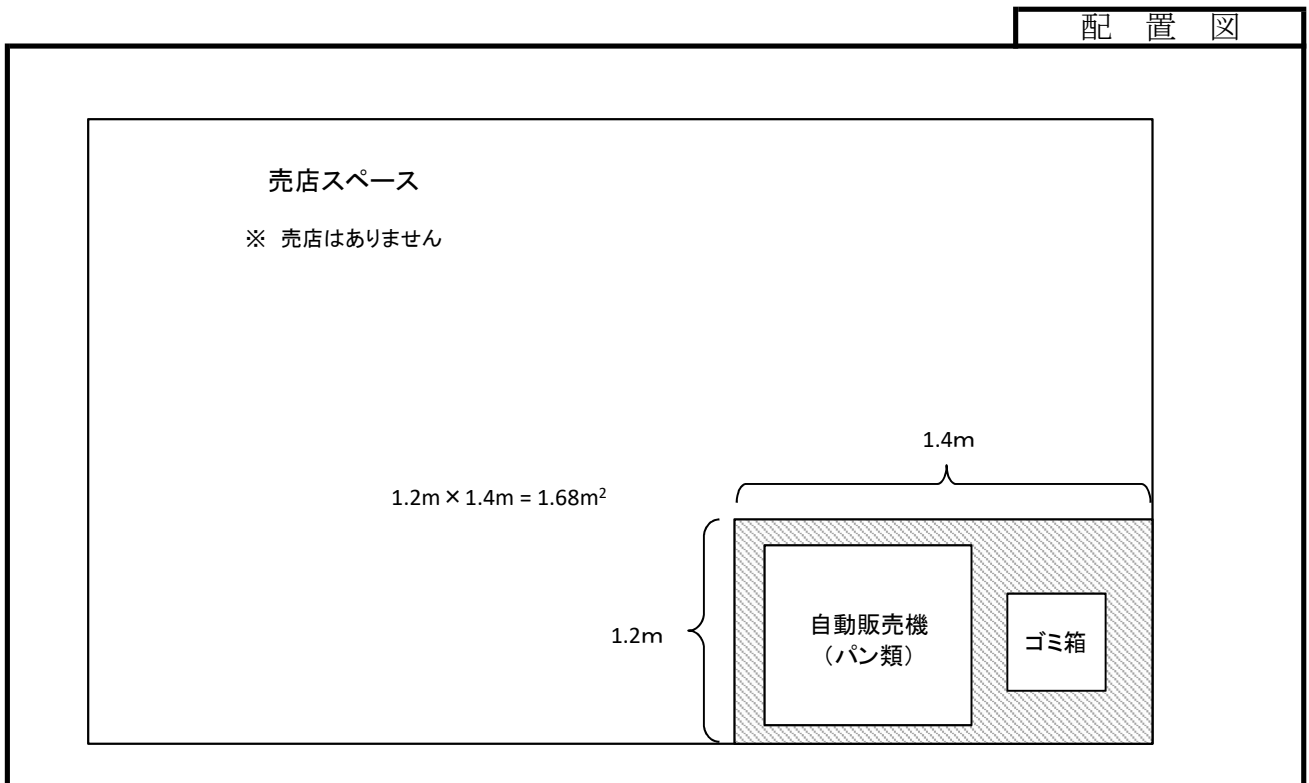 配 置 図
売店スペース
※ 売店はありません
1.4m
1.2m×1.4m = 1.68m²
1.2m
自動販売機
（パン類）
ゴミ箱